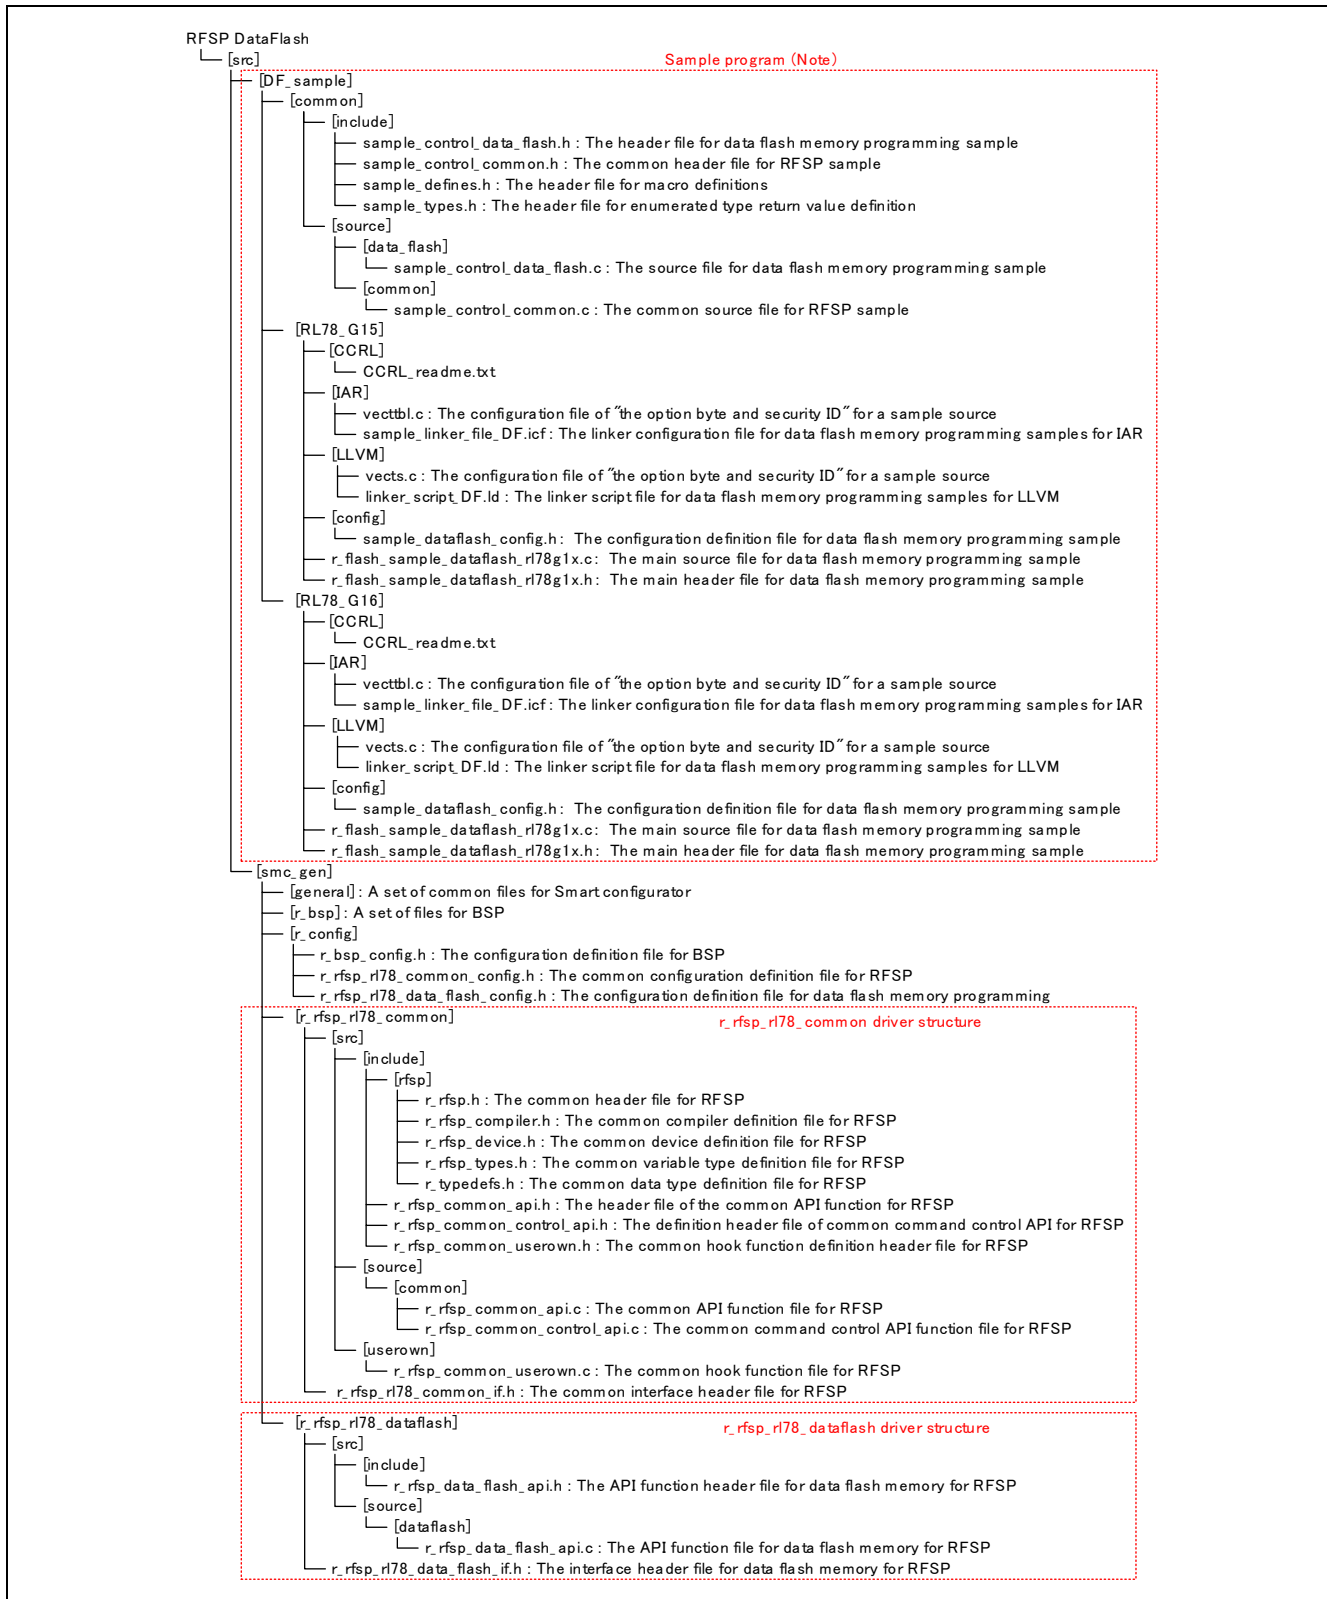 RFSP DataFlash
[src]
Sample program (Note)
[DF_sample]
[common]
[include]
sample_control_data_flash.h : The header file for data flash memory programming sample
sample_control_common.h : The common header file for RFSP sample
sample_defines.h : The header file for macro definitions
sample_types.h : The header file for enumerated type return value definition
[source]
[data_flash]
sample_control_data_flash.c : The source file for data flash memory programming sample
[common]
sample_control_common.c : The common source file for RFSP sample
[RL78_G15]
[CCRL]
CCRL_readme.txt
[IAR]
vecttbl.c : The configuration file of "the option byte and security ID" for a sample source
sample_linker_file_DF.icf : The linker configuration file for data flash memory programming samples for IAR
[LLVM]
vects.c : The configuration file of "the option byte and security ID" for a sample source
linker_script_DF.ld : The linker script file for data flash memory programming samples for LLVM
[config]
sample_dataflash_config.h : The configuration definition file for data flash memory programming sample
r_flash_sample_dataflash_rl78g1x.c : The main source file for data flash memory programming sample
r_flash_sample_dataflash_rl78g1x.h : The main header file for data flash memory programming sample
[RL78_G16]
[CCRL]
CCRL_readme.txt
[IAR]
vecttbl.c : The configuration file of "the option byte and security ID" for a sample source
sample_linker_file_DF.icf : The linker configuration file for data flash memory programming samples for IAR
[LLVM]
vects.c : The configuration file of "the option byte and security ID" for a sample source
linker_script_DF.ld : The linker script file for data flash memory programming samples for LLVM
[config]
sample_dataflash_config.h : The configuration definition file for data flash memory programming sample
r_flash_sample_dataflash_rl78g1x.c : The main source file for data flash memory programming sample
r_flash_sample_dataflash_rl78g1x.h : The main header file for data flash memory programming sample
[smc_gen]
[general] : A set of common files for Smart configurator
[r_bsp] : A set of files for BSP
[r_config]
r_bsp_config.h : The configuration definition file for BSP
r_rfsp_rl78_common_config.h : The common configuration definition file for RFSP
r_rfsp_rl78_data_flash_config.h : The configuration definition file for data flash memory programming
[r_rfsp_rl78_common]
r_rfsp_rl78_common driver structure
[src]
[include]
[rfsp]
r_rfsp.h : The common header file for RFSP
r_rfsp_compiler.h : The common compiler definition file for RFSP
r_rfsp_device.h : The common device definition file for RFSP
r_rfsp_types.h : The common variable type definition file for RFSP
r_typedefs.h : The common data type definition file for RFSP
r_rfsp_common_api.h : The header file of the common API function for RFSP
r_rfsp_common_control_api.h : The definition header file of common command control API for RFSP
r_rfsp_common_userown.h : The common hook function definition header file for RFSP
[source]
[common]
r_rfsp_common_api.c : The common API function file for RFSP
r_rfsp_common_control_api.c : The common command control API function file for RFSP
[userown]
r_rfsp_common_userown.c : The common hook function file for RFSP
r_rfsp_rl78_common_if.h : The common interface header file for RFSP
[r_rfsp_rl78_dataflash]
r_rfsp_rl78_dataflash driver structure
[src]
[include]
r_rfsp_data_flash_api.h : The API function header file for data flash memory for RFSP
[source]
[dataflash]
r_rfsp_data_flash_api.c : The API function file for data flash memory for RFSP
r_rfsp_rl78_data_flash_if.h : The interface header file for data flash memory for RFSP